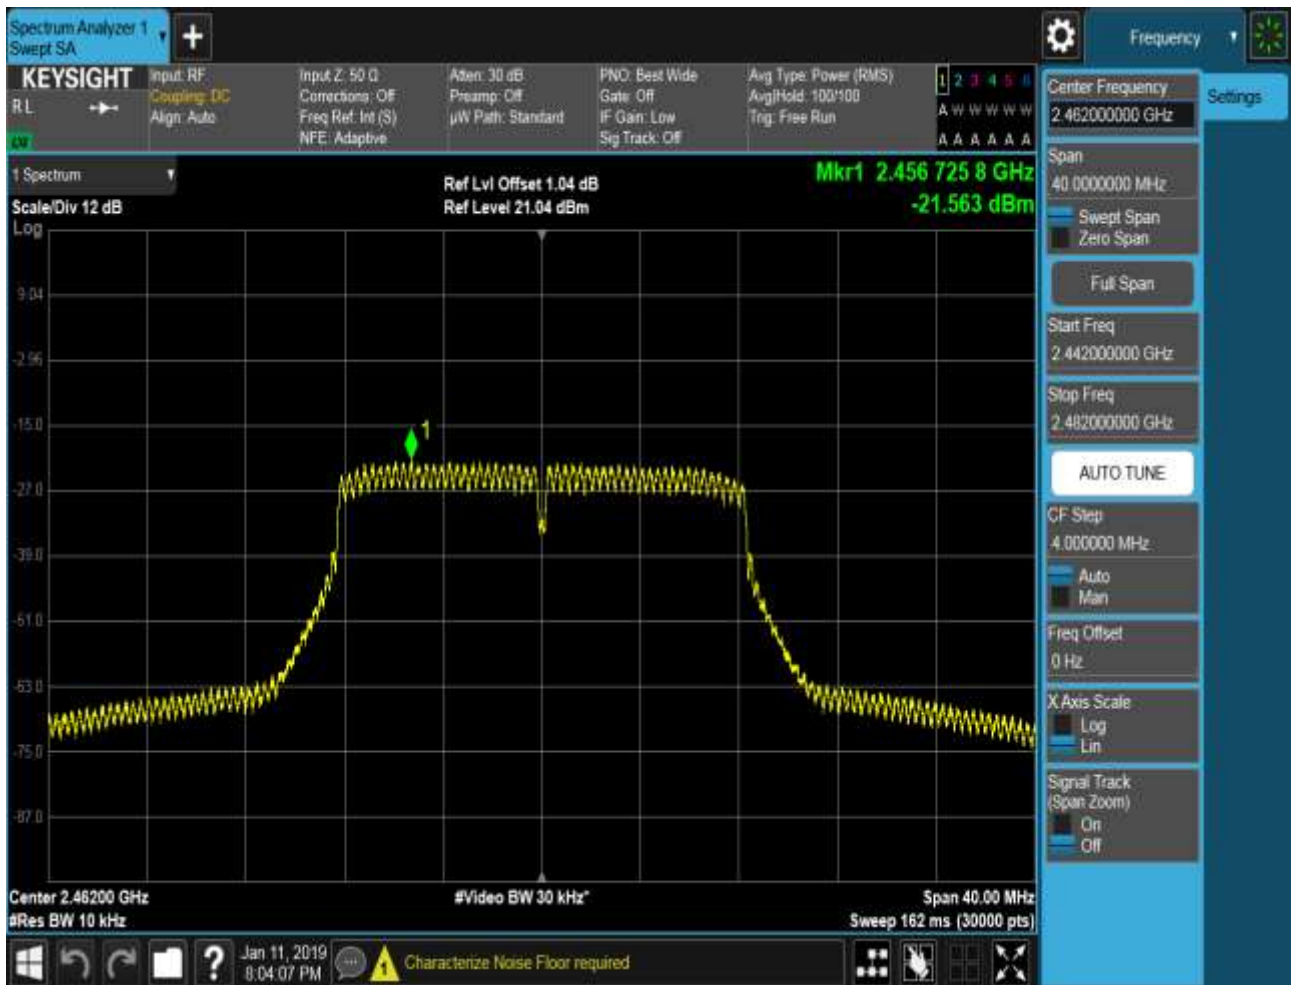 Spectrum Analyzer 1
Swept SA
+
Frequency
KEYSIGHT
R L
Input: RF
Coupling: DC
Align: Auto
Input Z: 50 Ω
Corrections: Off
Freq Ref: Int (S)
NFE: Adaptive
Atten: 30 dB
Preamp: Off
µW Path: Standard
PNO: Best Wide
Gate: Off
IF Gain: Low
Sig Track: Off
Avg Type: Power (RMS)
Avg|Hold: 100/100
Trig: Free Run
1 2 3 4 5 6
A W W W W W
A A A A A A
Center Frequency
2.462000000 GHz
Settings
Span
40.0000000 MHz
Swept Span
Zero Span
Full Span
Start Freq
2.442000000 GHz
Stop Freq
2.482000000 GHz
AUTO TUNE
CF Step
4.000000 MHz
Auto
Man
Freq Offset
0 Hz
X Axis Scale
Log
Lin
Signal Track
(Span Zoom)
On
Off
1 Spectrum
Scale/Div 12 dB
Log
Ref Lvl Offset 1.04 dB
Ref Level 21.04 dBm
Mkr1 2.456 725 8 GHz
-21.563 dBm
9.04
-2.96
-15.0
1
-27.0
-39.0
-51.0
-63.0
-75.0
-87.0
Center 2.46200 GHz
#Res BW 10 kHz
#Video BW 30 kHz*
Span 40.00 MHz
Sweep 162 ms (30000 pts)
?
Jan 11, 2019
8:04:07 PM
1
Characterize Noise Floor required